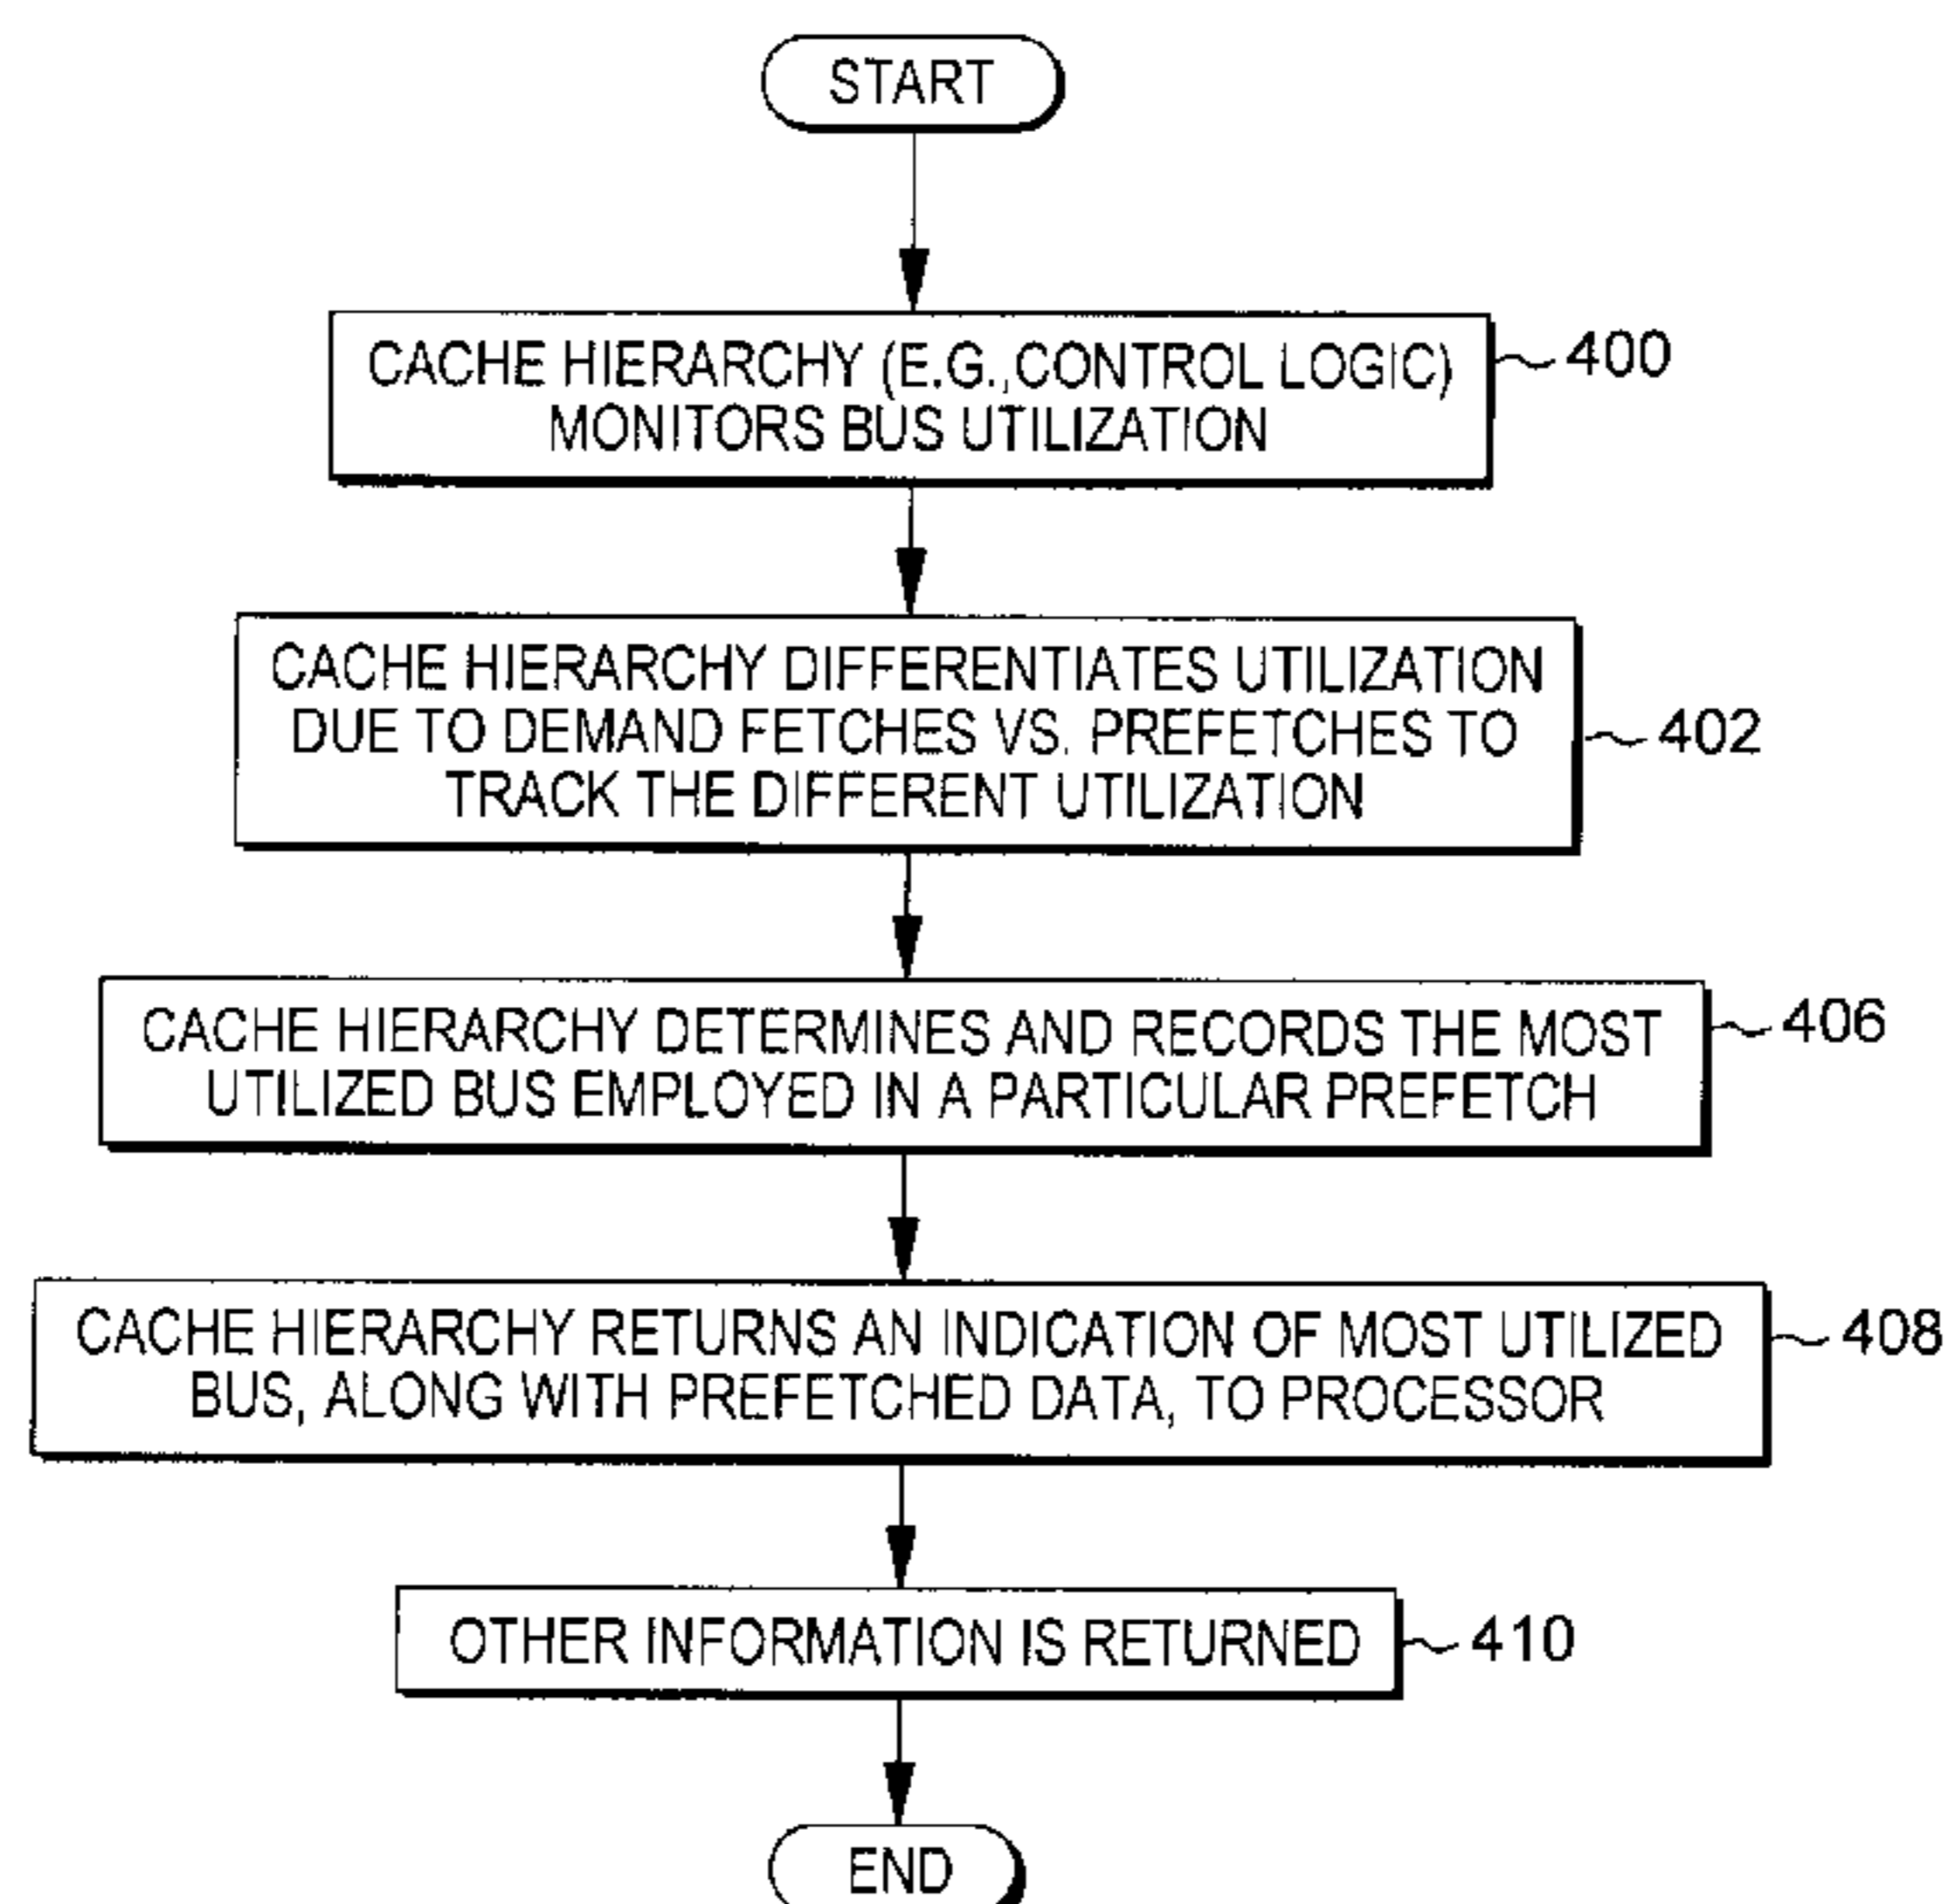 START
CACHE HIERARCHY (E.G.,CONTROL LOGIC)
MONITORS BUS UTILIZATION
400
CACHE HIERARCHY DIFFERENTIATES UTILIZATION
DUE TO DEMAND FETCHES VS. PREFETCHES TO
TRACK THE DIFFERENT UTILIZATION
402
CACHE HIERARCHY DETERMINES AND RECORDS THE MOST
UTILIZED BUS EMPLOYED IN A PARTICULAR PREFETCH
406
CACHE HIERARCHY RETURNS AN INDICATION OF MOST UTILIZED
BUS, ALONG WITH PREFETCHED DATA, TO PROCESSOR
408
OTHER INFORMATION IS RETURNED
410
END